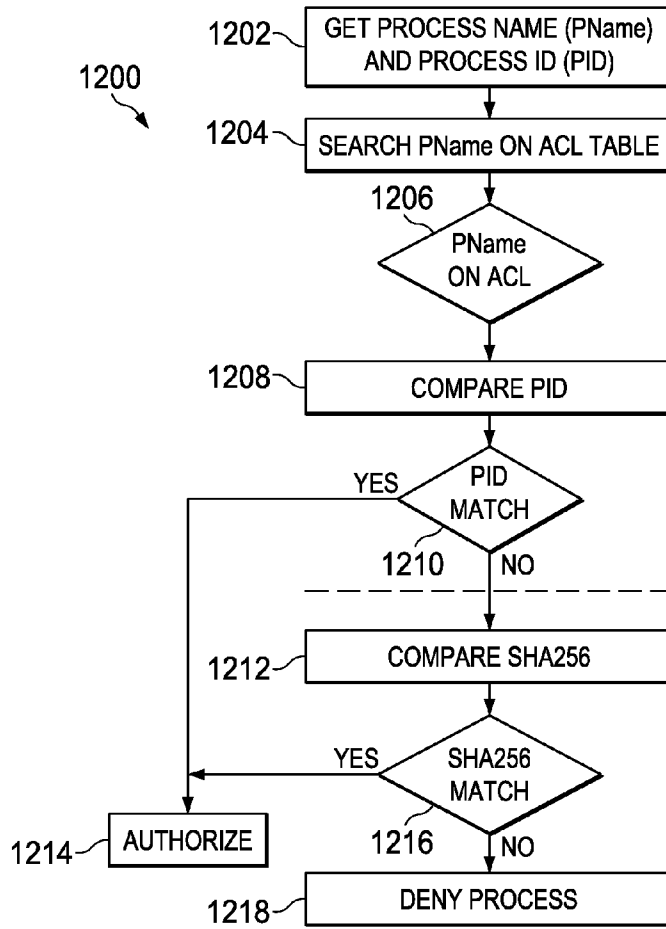 1200
1202
GET PROCESS NAME (PName)
AND PROCESS ID (PID)
1204
SEARCH PName ON ACL TABLE
1206
PName
ON ACL
1208
COMPARE PID
YES
PID
MATCH
1210
NO
1212
COMPARE SHA256
YES
SHA256
MATCH
1214
AUTHORIZE
1216
NO
1218
DENY PROCESS